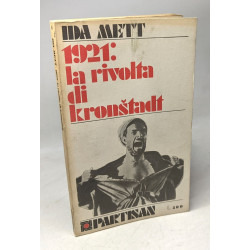 IDA METT
1921:
la rivolta
di
kronštadt
PARTISAN